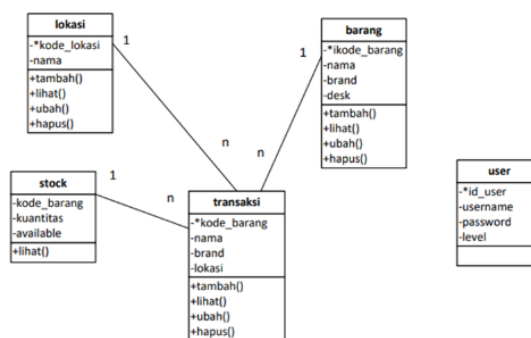 lokasi
-*kode_lokasi
-nama
+tambah()
+lihat()
+ubah()
+hapus()
1
n
barang
-*ikode_barang
-nama
-brand
-desk
+tambah()
+lihat()
+ubah()
+hapus()
1
n
stock
-kode_barang
-kuantitas
-available
+lihat()
1
n
transaksi
-*kode_barang
-nama
-brand
-lokasi
+tambah()
+lihat()
+ubah()
+hapus()
user
-*id_user
-username
-password
-level